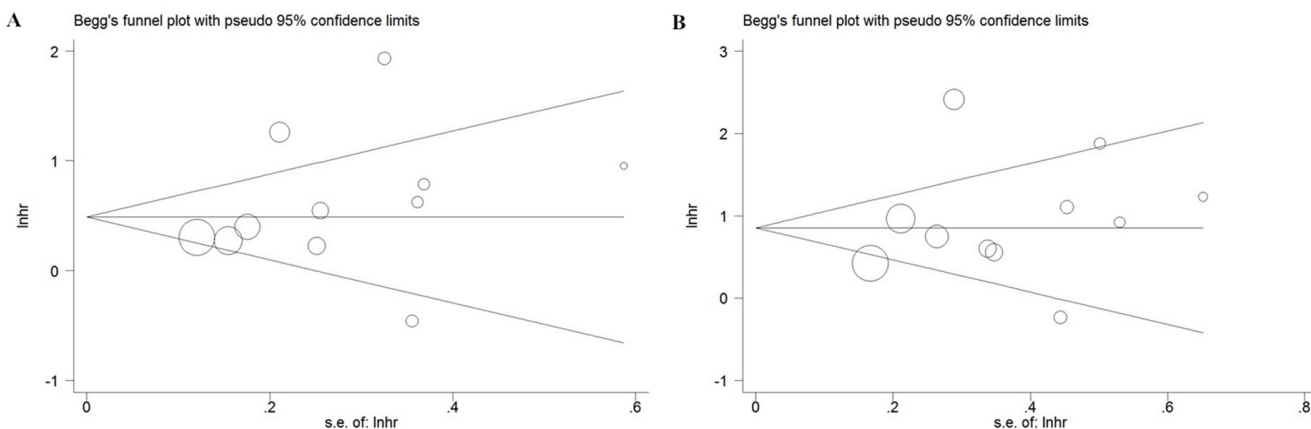 A
Begg's funnel plot with pseudo 95% confidence limits
2
1
0
-1
lnhr
0
.2
.4
.6
s.e. of: lnhr
B
Begg's funnel plot with pseudo 95% confidence limits
3
2
1
0
-1
lnhr
0
.2
.4
.6
.8
s.e. of: lnhr